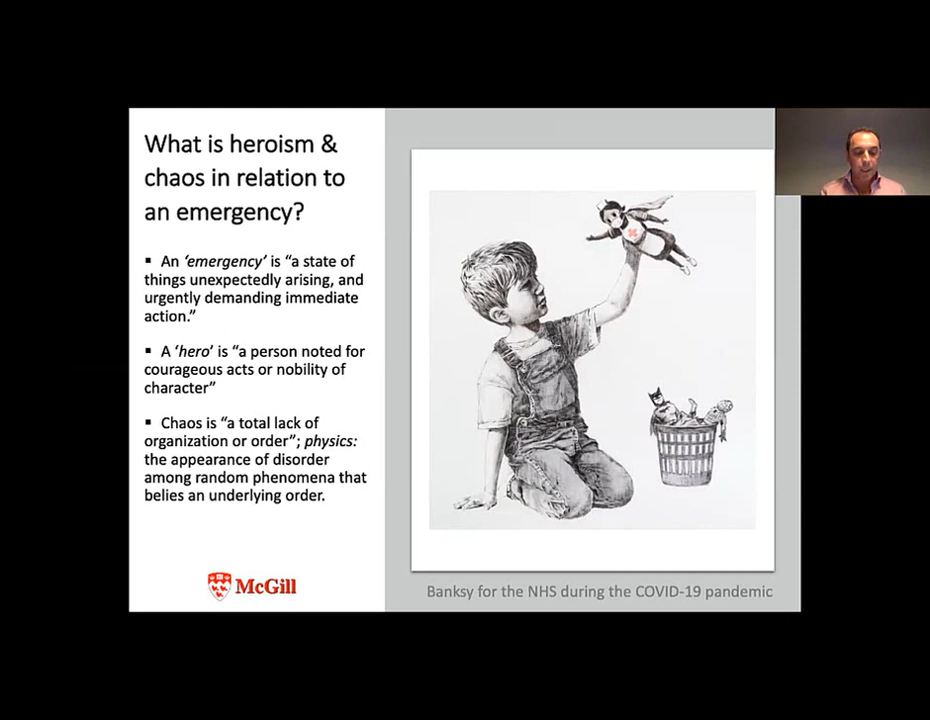 What is heroism &
chaos in relation to
an emergency?
▪ An ‘emergency’ is “a state of
things unexpectedly arising, and
urgently demanding immediate
action.”
▪ A ‘hero’ is “a person noted for
courageous acts or nobility of
character”
▪ Chaos is “a total lack of
organization or order”; physics:
the appearance of disorder
among random phenomena that
belies an underlying order.
McGill
Banksy for the NHS during the COVID-19 pandemic